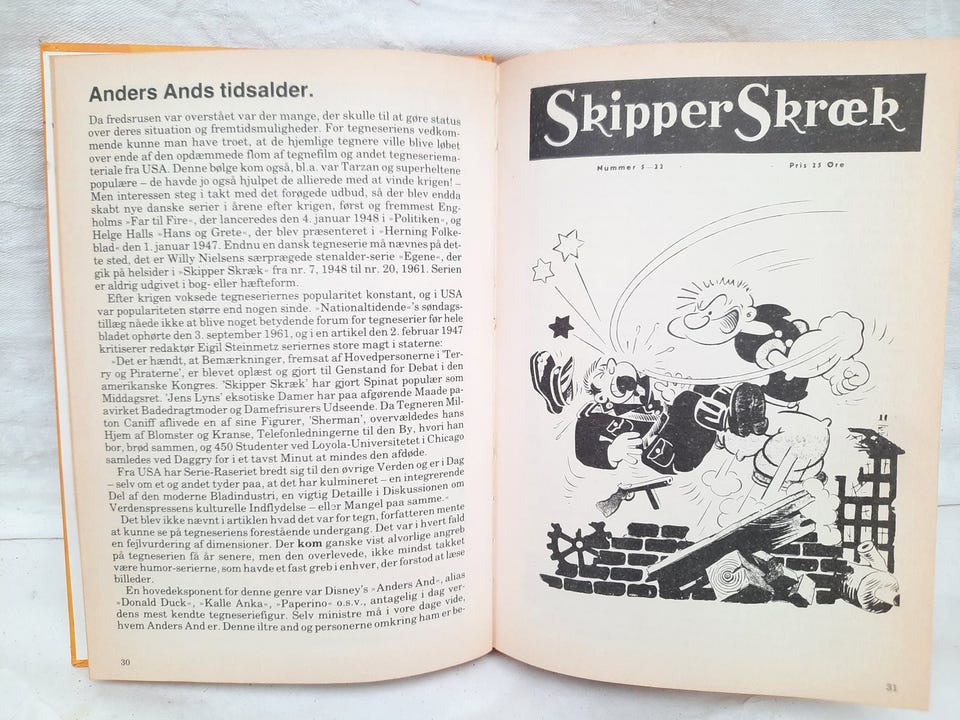 Anders Ands tidsalder.
Da fredsrusen var overstået var der mange, der skulle til at gøre status
over deres situation og fremtidsmuligheder. For tegneseriens vedkom-
mende kunne man have troet, at de hjemlige tegnere ville blive løbet
over ende af den opdæmmede flom af tegnefilm og andet tegneseriema-
teriale fra USA. Denne bølge kom også, bl.a. var Tarzan og superheltene
populære – de havde jo også hjulpet de allierede med at vinde krigen! –
Men interessen steg i takt med det forøgede udbud, så der blev endda
skabt nye danske serier i årene efter krigen, først og fremmest Eng-
holms »Far til Fire«, der lanceredes den 4. januar 1948 i »Politiken«, og
Helge Halls »Hans og Grete«, der blev præsenteret i »Herning Folke-
blad« den 1. januar 1947. Endnu en dansk tegneserie må nævnes på det-
te sted, det er Willy Nielsens særprægede stenalder-serie »Egene«, der
gik på helsider i »Skipper Skræk« fra nr. 7, 1948 til nr. 20, 1961. Serien
er aldrig udgivet i bog- eller hæfteform.
Efter krigen voksede tegneseriernes popularitet konstant, og i USA
var populariteten større end nogen sinde. »Nationaltidende«'s søndags-
tillæg nåede ikke at blive noget betydende forum for tegneserier før hele
bladet ophørte den 3. september 1961, og i en artikel den 2. februar 1947
kritiserer redaktør Eigil Steinmetz seriernes store magt i staterne:
»Det er hændt, at Bemærkninger, fremsat af Hovedpersonerne i 'Ter-
ry og Piraterne', er blevet oplæst og gjort til Genstand for Debat i den
amerikanske Kongres. 'Skipper Skræk' har gjort Spinat populær som
Middagsret. 'Jens Lyns' eksotiske Damer har paa afgørende Maade pa-
avirket Badedragtmoder og Damefrisurers Udseende. Da Tegneren Mil-
ton Caniff aflivede en af sine Figurer, 'Sherman', overvældedes hans
Hjem af Blomster og Kranse, Telefonledningerne til den By, hvori han
bor, brød sammen, og 450 Studenter ved Loyola-Universitetet i Chicago
samledes ved Daggry for i et tavst Minut at mindes den afdøde.
Fra USA har Serie-Raseriet bredt sig til den øvrige Verden og er i Dag
– selv om et og andet tyder paa, at det har kulmineret – en integrerende
Del af den moderne Bladindustri, en vigtig Detaille i Diskussionen om
Verdenspressens kulturelle Indflydelse – eller Mangel paa samme.«
Det blev ikke nævnt i artiklen hvad det var for tegn, forfatteren mente
at kunne se på tegneseriens forestående undergang. Det var i hvert fald
en fejlvurdering af dimensioner. Der kom ganske vist alvorlige angreb
på tegneserien få år senere, men den overlevede, ikke mindst takket
være humor-serierne, som havde et fast greb i enhver, der forstod at læse
billeder.
En hovedeksponent for denne genre var Disney's »Anders And«, alias
»Donald Duck«, »Kalle Anka«, »Paperino« o.s.v., antagelig i dag ver-
dens mest kendte tegneseriefigur. Selv ministre må i vore dage vide,
hvem Anders And er. Denne iltre and og personerne omkring ham er be-
30
Skipper Skræk
Nummer 5 – 22
Pris 25 Øre
31